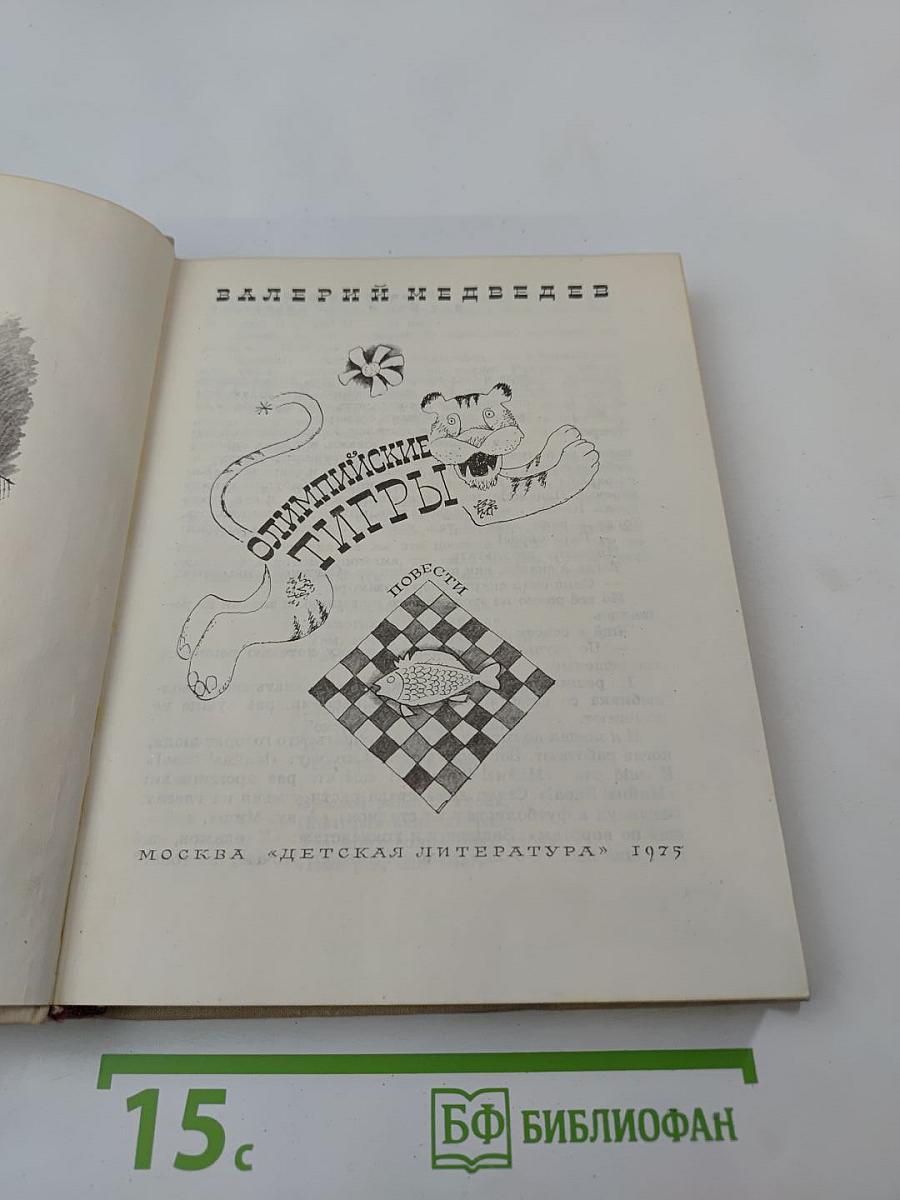 ВАЛЕРИЙ МЕДВЕДЕВ
ОЛИМПИЙСКИЕ
ТИГРЫ
ПОВЕСТИ
МОСКВА «ДЕТСКАЯ ЛИТЕРАТУРА» 1975
15с
БФ БИБЛИОФАН